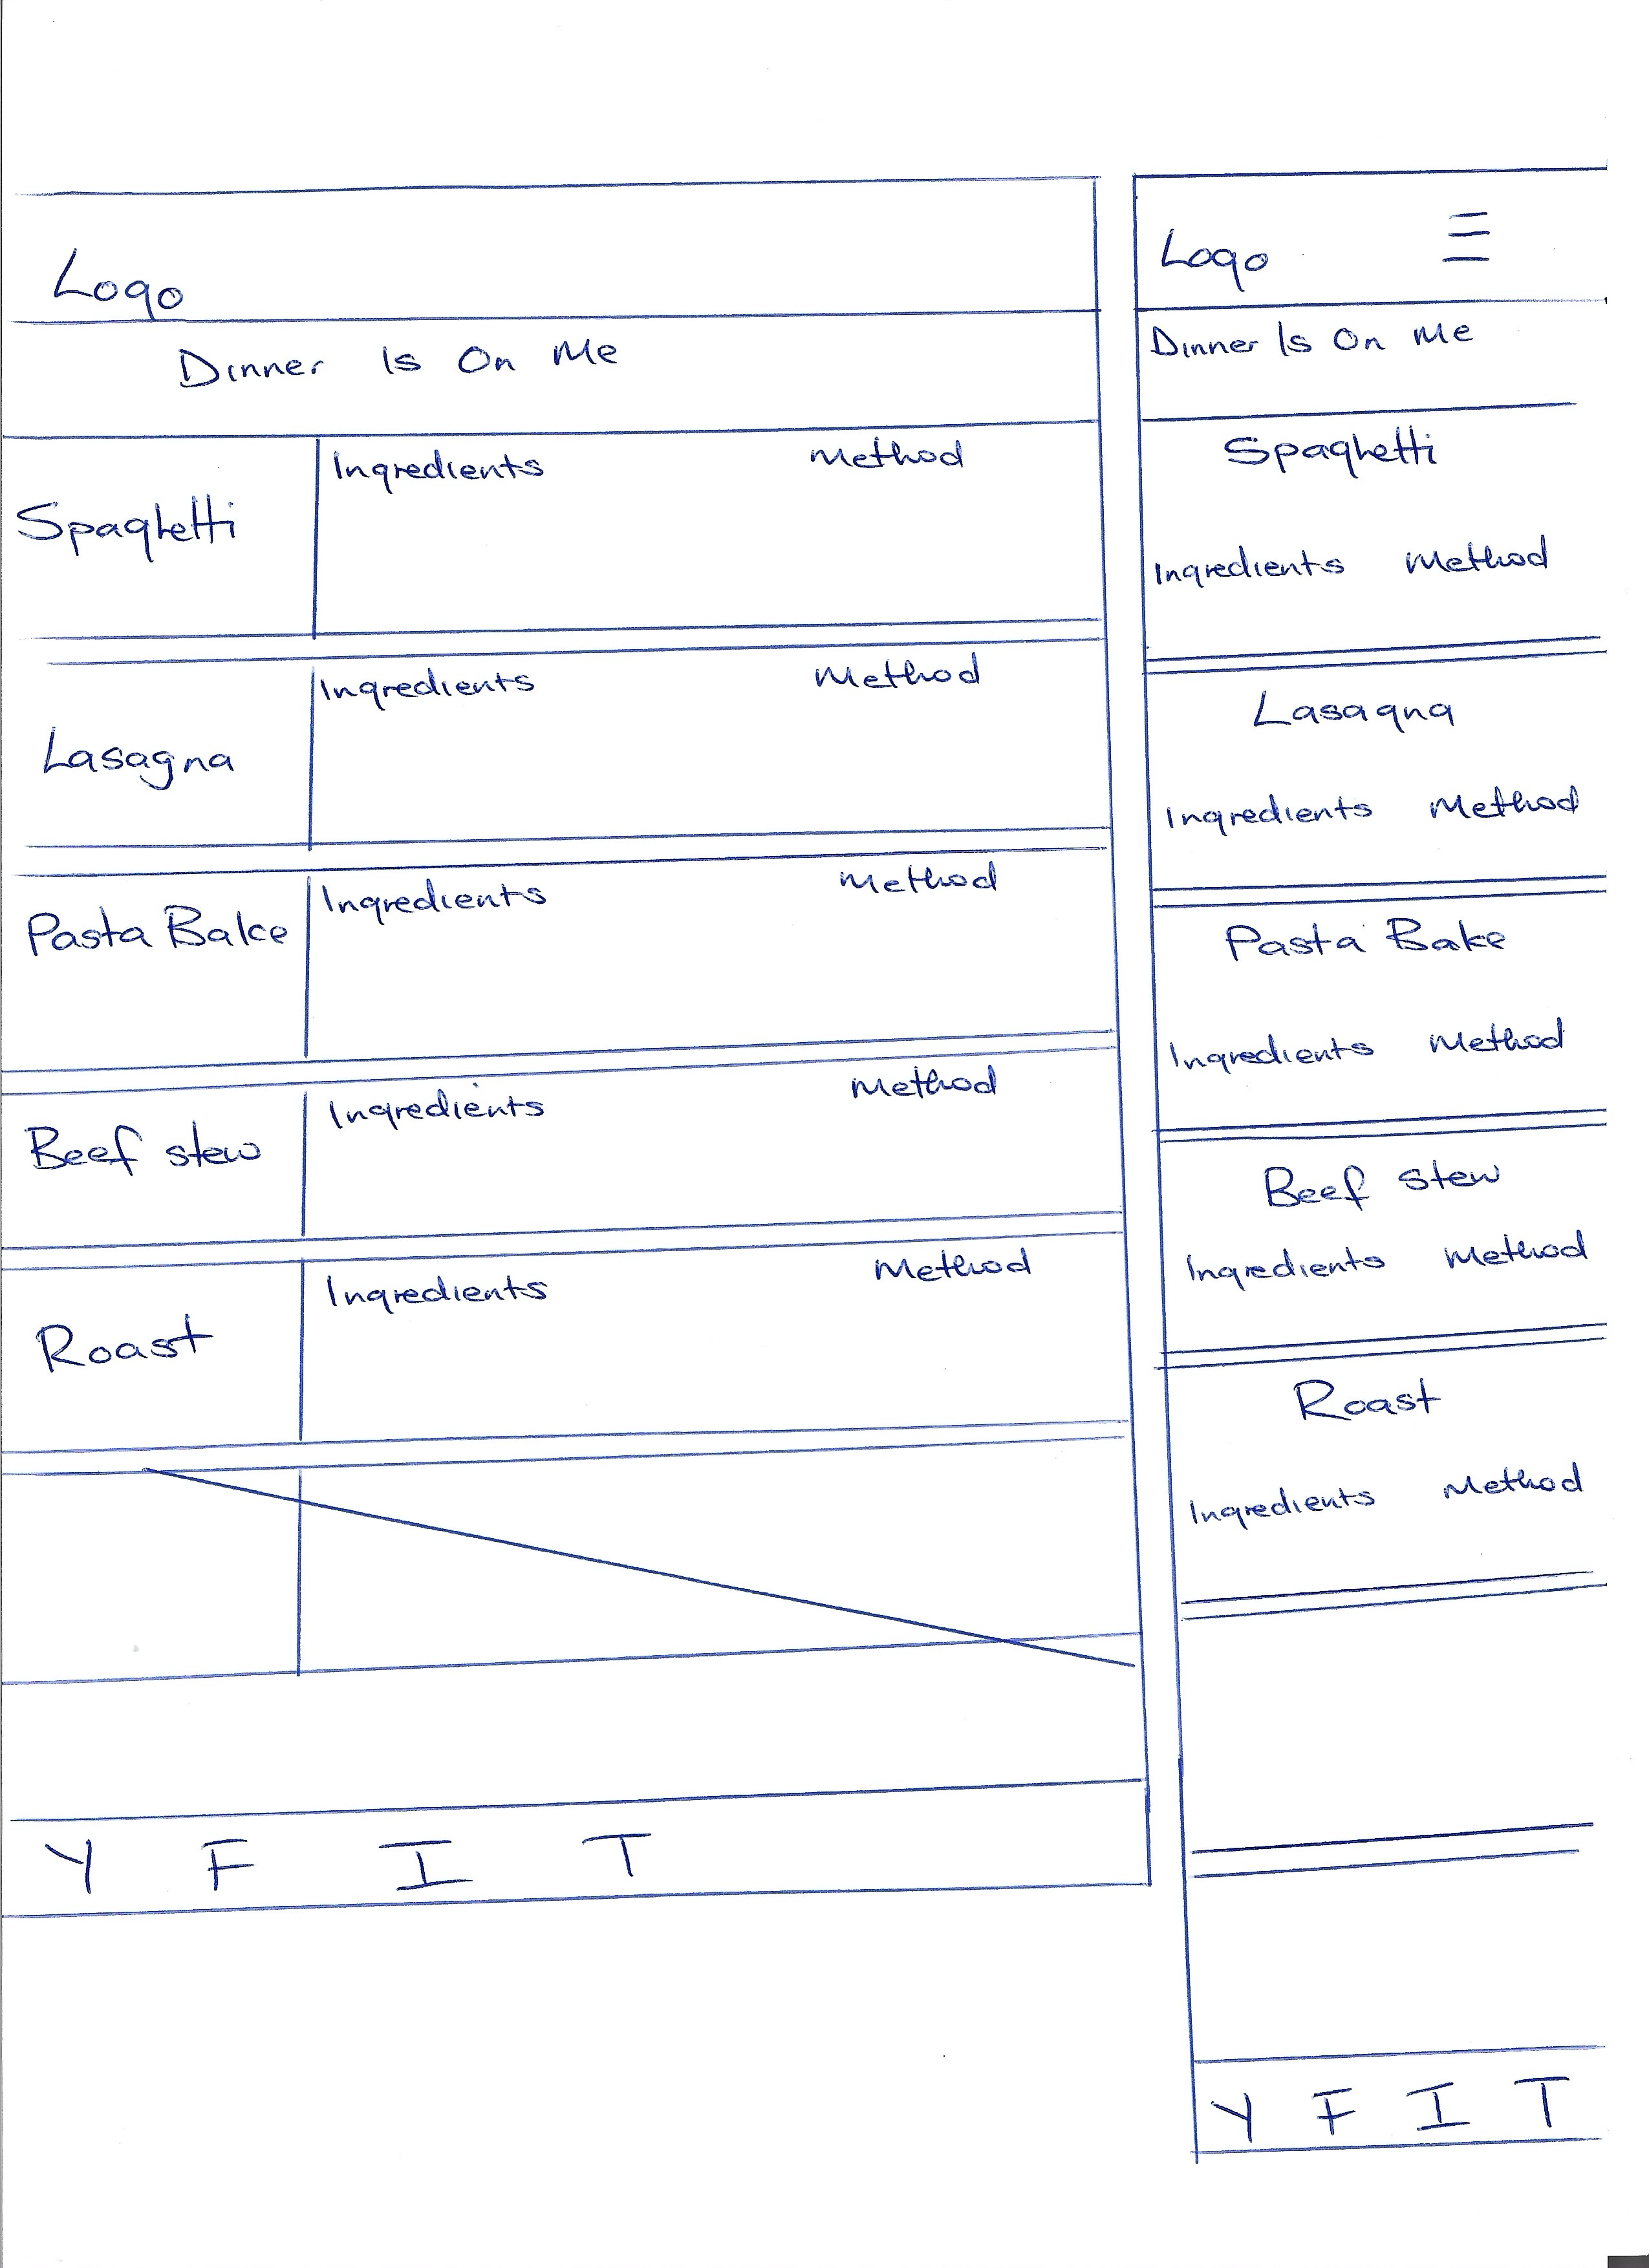 Logo
Dinner Is On Me
Spaghetti
Ingredients Method
Lasagna
Ingredients Method
Pasta Bake
Ingredients Method
Beef stew
Ingredients Method
Roast
Ingredients Method
Y F I T
Logo
Dinner Is On Me
Spaghetti
Ingredients Method
Lasagna
Ingredients Method
Pasta Bake
Ingredients Method
Beef stew
Ingredients Method
Roast
Ingredients Method
Y F I T